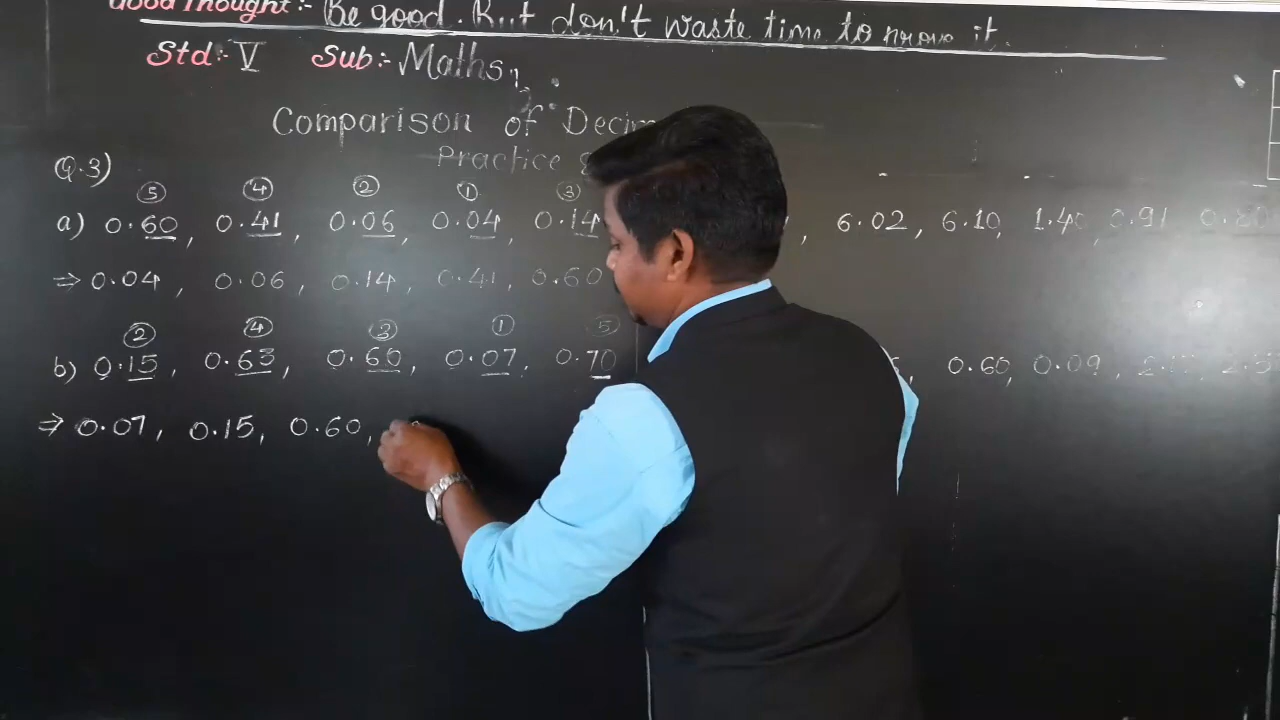 Good Thought:- Be good. But don't waste time to prove it.
Std:- V Sub:- Maths
Comparison of
Practice
Q.3)
5 4 2 1 3
a) 0.60, 0.41, 0.06, 0.04, 0.14 , 6.02, 6.10, 1.40, 0.91
⇒ 0.04, 0.06, 0.14, 0.41, 0.60
2 4 3 1 5
b) 0.15, 0.63, 0.60, 0.07, 0.70 , 0.60, 0.09,
⇒ 0.07, 0.15, 0.60,